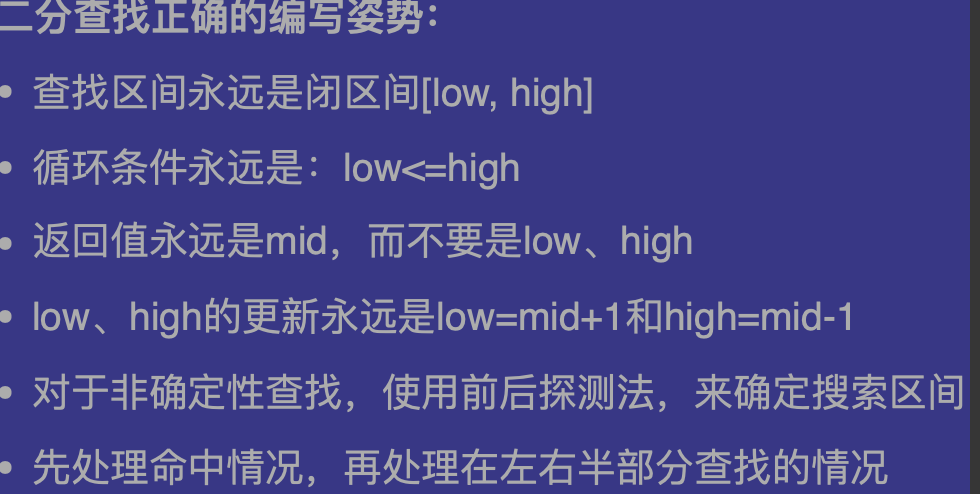 二分查找正确的编写姿势：
• 查找区间永远是闭区间[low, high]
• 循环条件永远是：low<=high
• 返回值永远是mid，而不要是low、high
• low、high的更新永远是low=mid+1和high=mid-1
• 对于非确定性查找，使用前后探测法，来确定搜索区间
• 先处理命中情况，再处理在左右半部分查找的情况